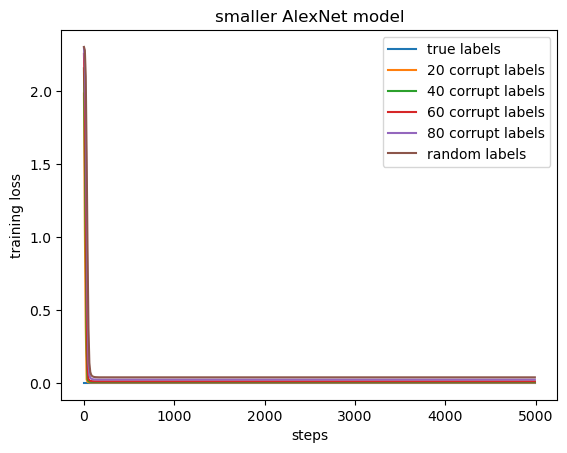 smaller AlexNet model
true labels
20 corrupt labels
40 corrupt labels
60 corrupt labels
80 corrupt labels
random labels
training loss
2.0
1.5
1.0
0.5
0.0
0 1000 2000 3000 4000 5000
steps